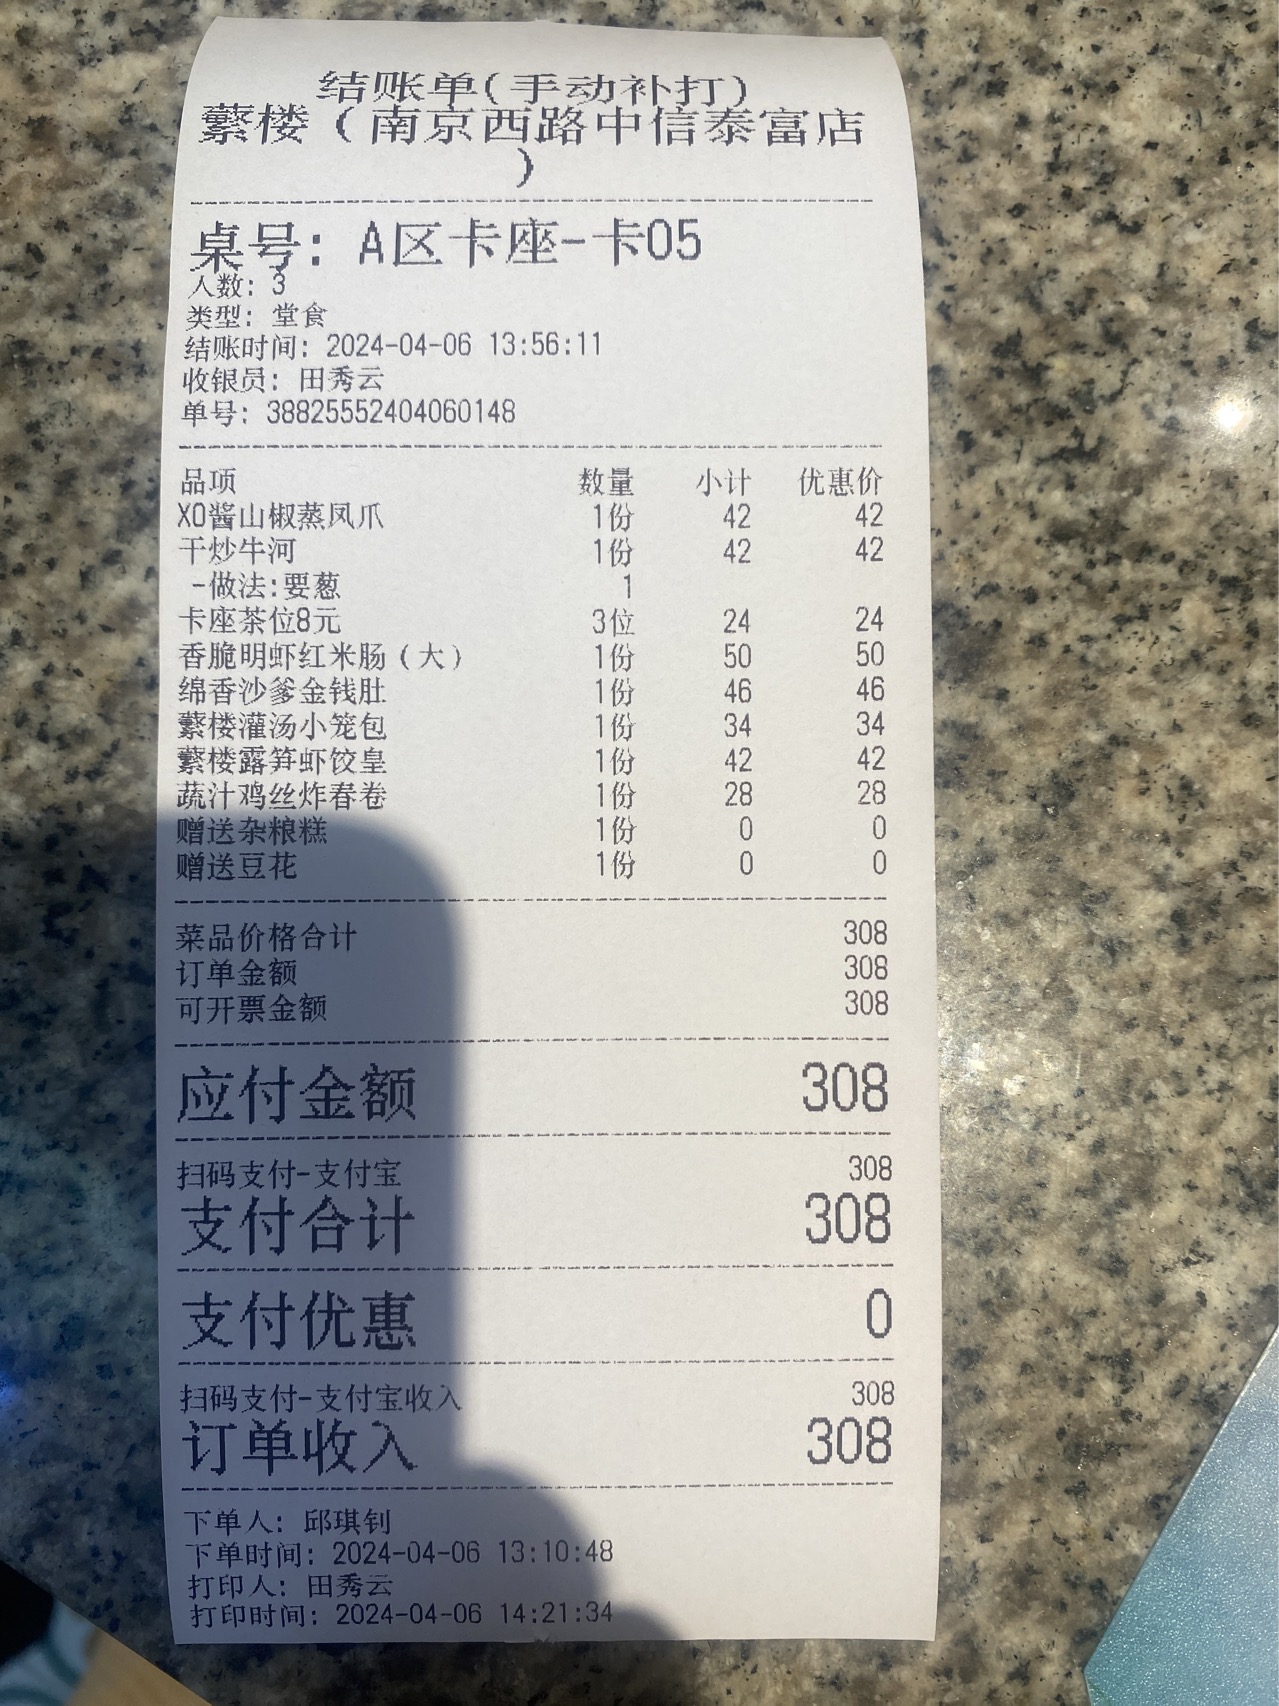 结账单(手动补打)
蘩楼（南京西路中信泰富店
）
桌号: A区卡座-卡05
人数: 3
类型: 堂食
结账时间: 2024-04-06 13:56:11
收银员: 田秀云
单号: 38825552404060148
品项 数量 小计 优惠价
XO酱山椒蒸凤爪 1份 42 42
干炒牛河 1份 42 42
-做法:要葱 1
卡座茶位8元 3位 24 24
香脆明虾红米肠（大） 1份 50 50
绵香沙爹金钱肚 1份 46 46
蘩楼灌汤小笼包 1份 34 34
蘩楼露笋虾饺皇 1份 42 42
蔬汁鸡丝炸春卷 1份 28 28
赠送杂粮糕 1份 0 0
赠送豆花 1份 0 0
菜品价格合计 308
订单金额 308
可开票金额 308
应付金额 308
扫码支付-支付宝 308
支付合计 308
支付优惠 0
扫码支付-支付宝收入 308
订单收入 308
下单人: 邱琪钊
下单时间: 2024-04-06 13:10:48
打印人: 田秀云
打印时间: 2024-04-06 14:21:34